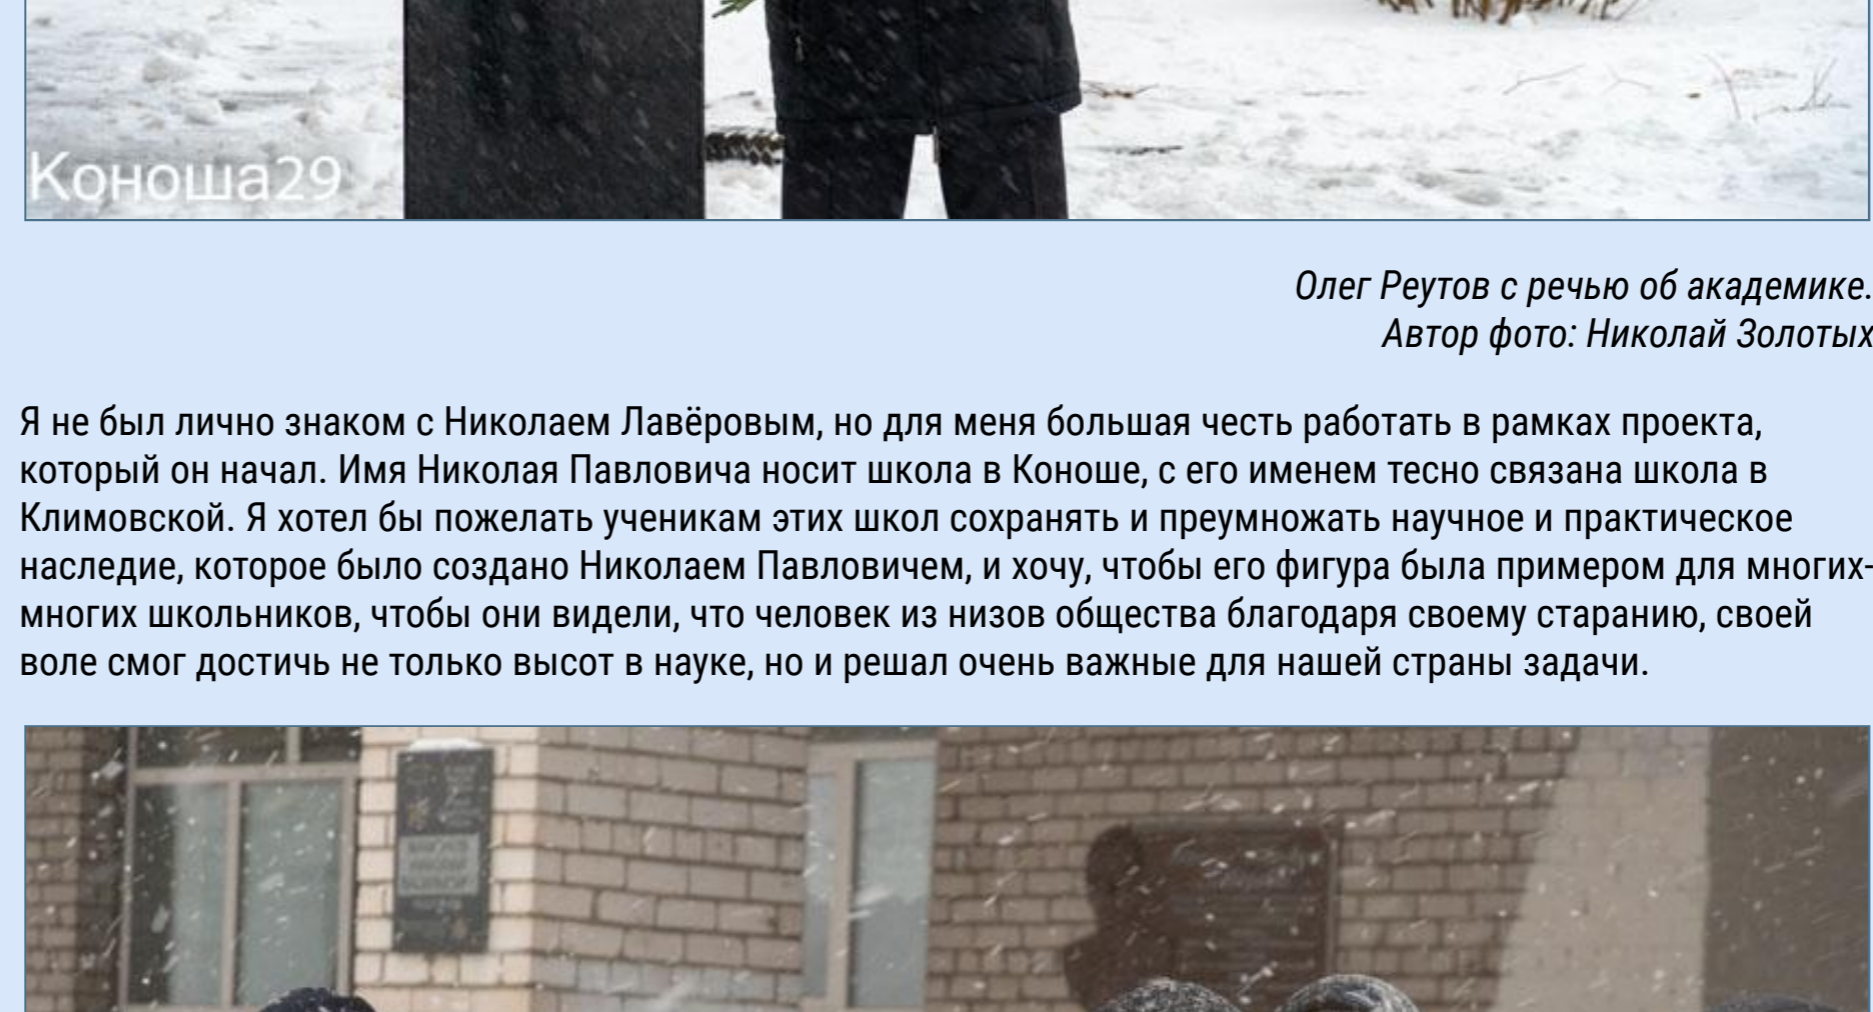 Коноша29
Олег Реутов с речью об академике.
Автор фото: Николай Золотых
Я не был лично знаком с Николаем Лавёровым, но для меня большая честь работать в рамках проекта,
который он начал. Имя Николая Павловича носит школа в Коноше, с его именем тесно связана школа в
Климовской. Я хотел бы пожелать ученикам этих школ сохранять и преумножать научное и практическое
наследие, которое было создано Николаем Павловичем, и хочу, чтобы его фигура была примером для многих-
многих школьников, чтобы они видели, что человек из низов общества благодаря своему старанию, своей
воле смог достичь не только высот в науке, но и решал очень важные для нашей страны задачи.